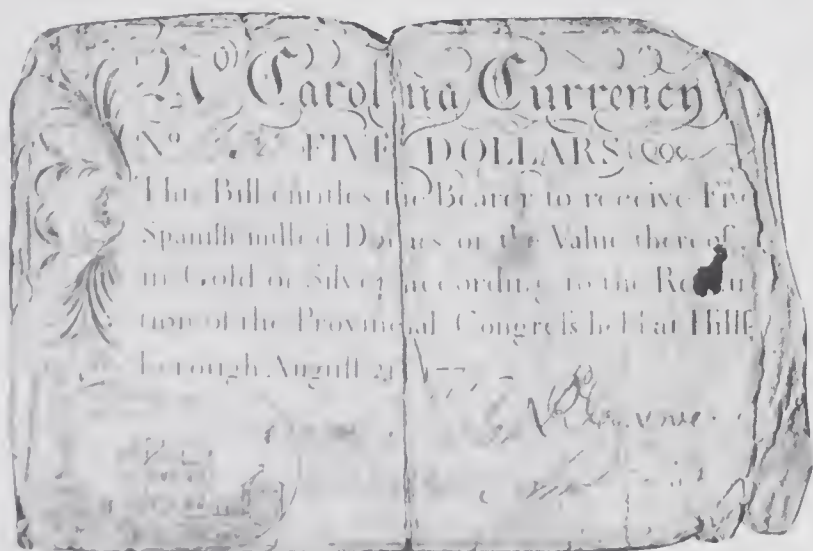 No Carolina Currency
No FIVE DOLLARS
This Bill entitles the Bearer to receive Five
Spanish milled Dollars or the Value thereof
in Gold or Silver according to the Resolu
tion of the Provincial Congress held at Hillſ
borough Auguſt 21